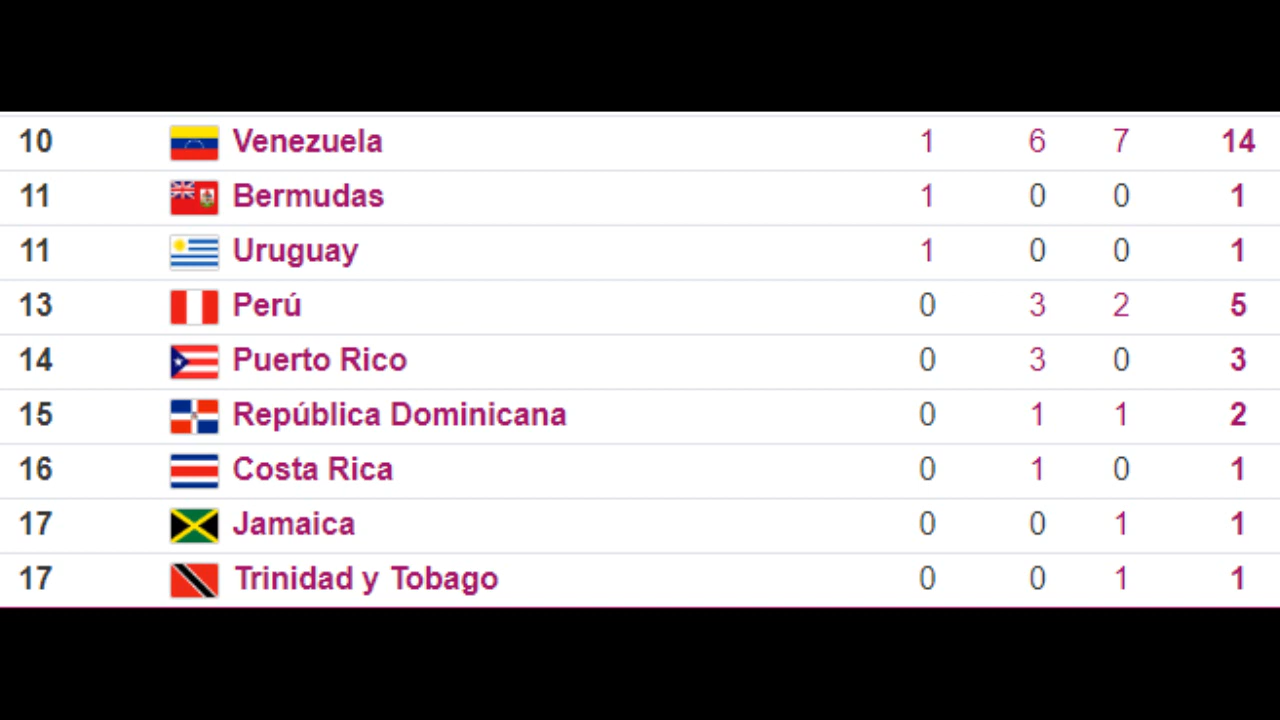 10 Venezuela 1 6 7 14
11 Bermudas 1 0 0 1
11 Uruguay 1 0 0 1
13 Perú 0 3 2 5
14 Puerto Rico 0 3 0 3
15 República Dominicana 0 1 1 2
16 Costa Rica 0 1 0 1
17 Jamaica 0 0 1 1
17 Trinidad y Tobago 0 0 1 1